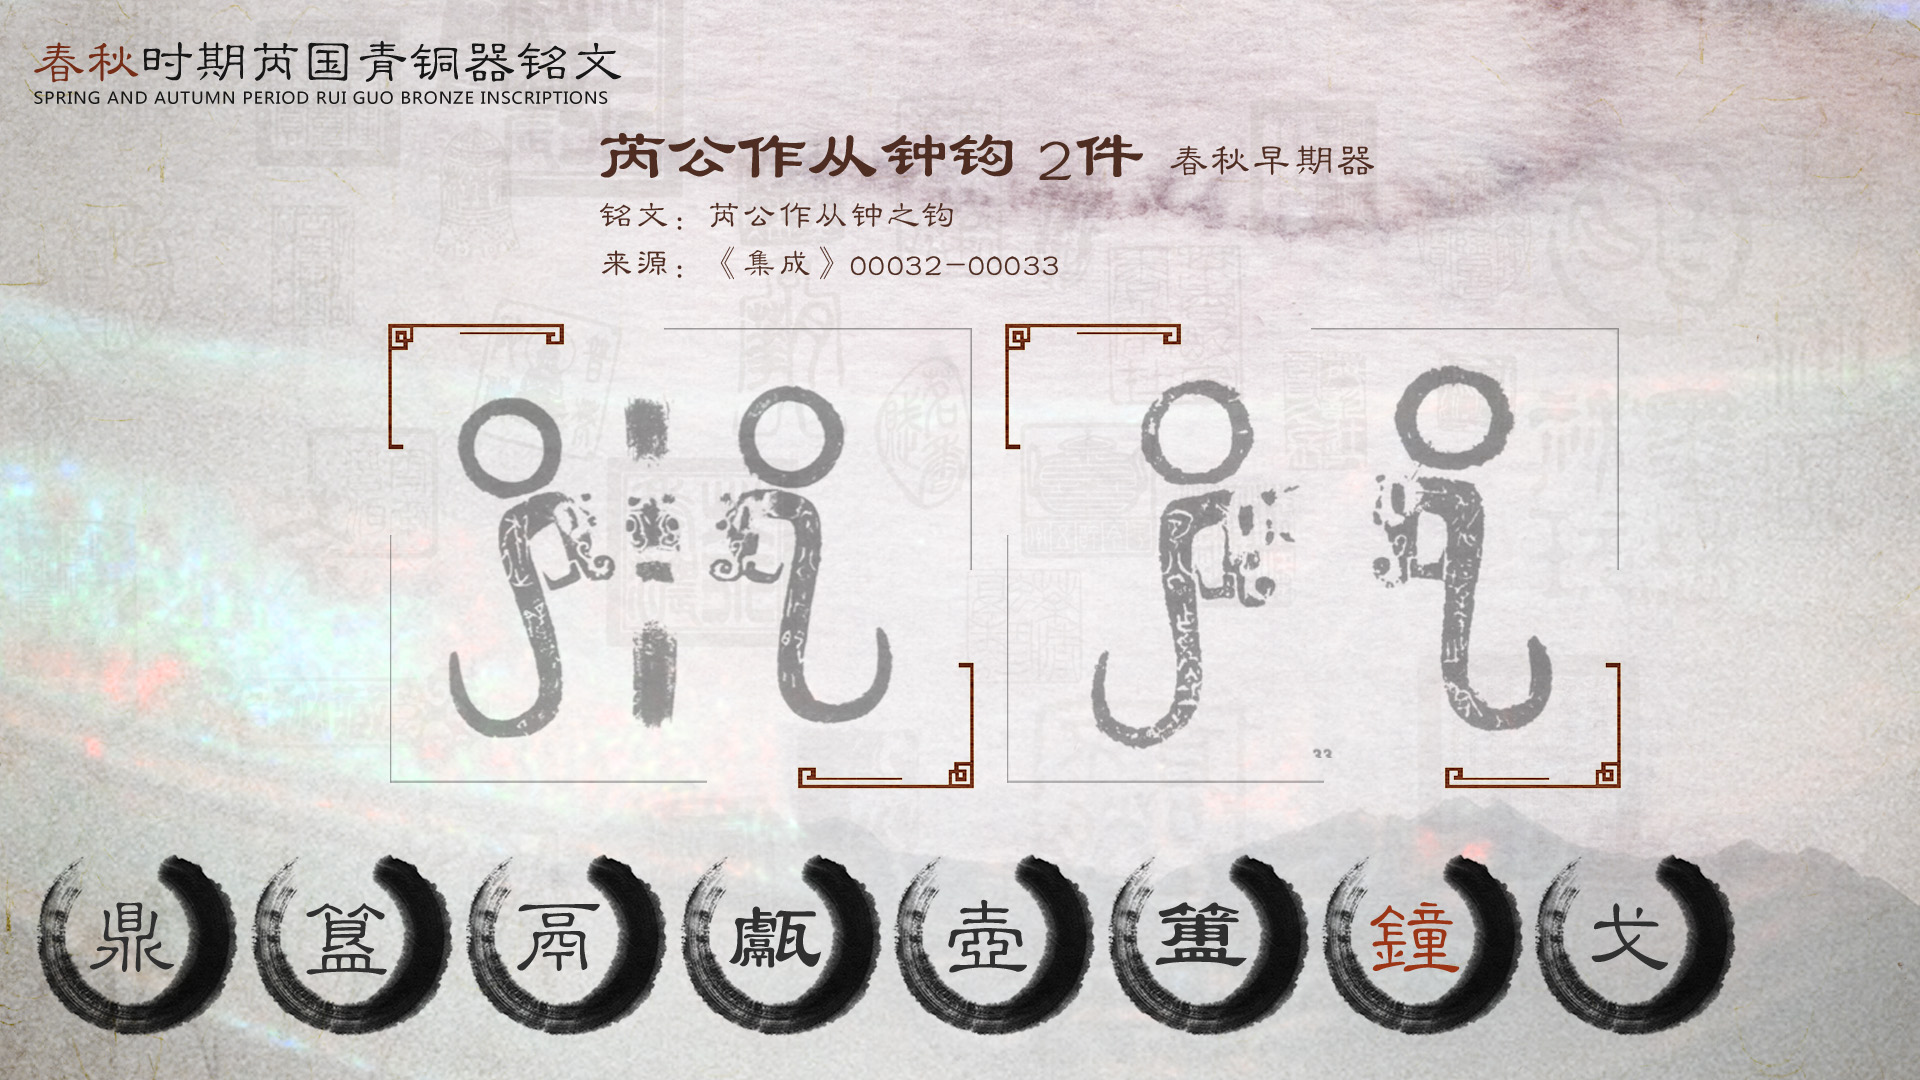 春秋时期芮国青铜器铭文
SPRING AND AUTUMN PERIOD RUI GUO BRONZE INSCRIPTIONS
芮公作从钟钩 2件 春秋早期器
铭文：芮公作从钟之钩
来源：《集成》00032-00033
33
鼎 簋 鬲 甗 壶 簠 鐘 戈